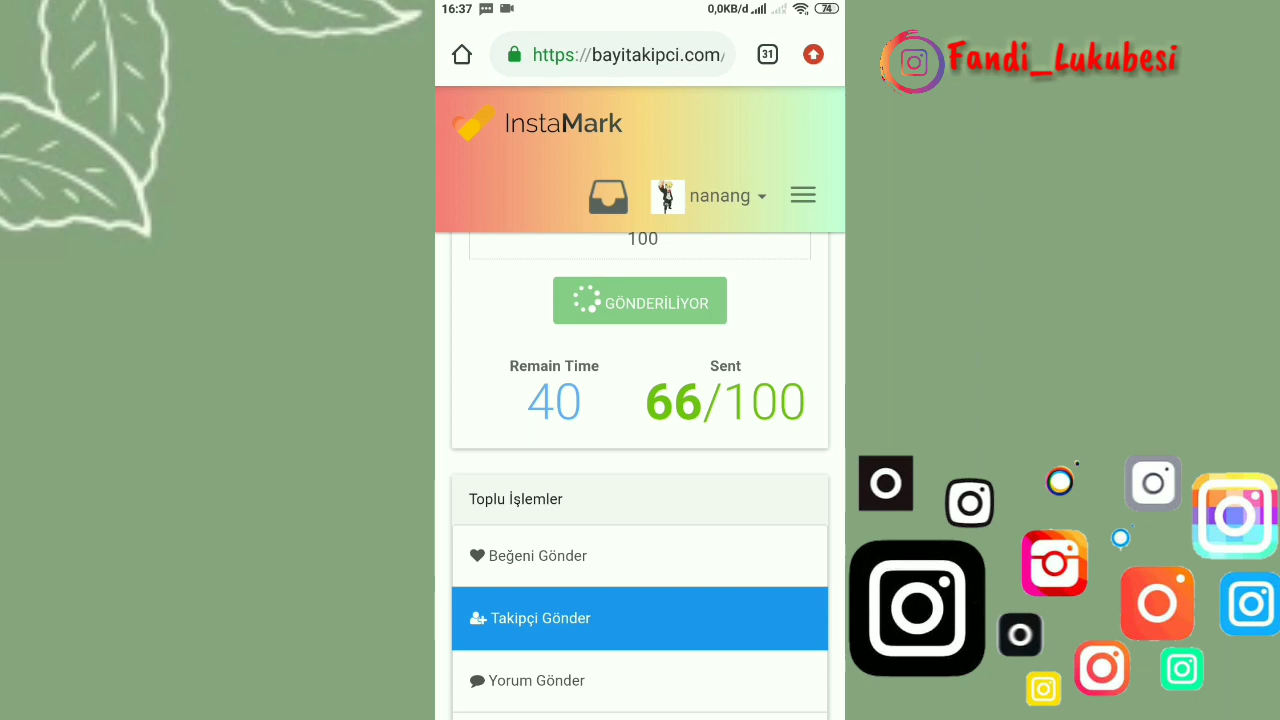 16:37
0,0KB/d
74
https://bayitakipci.com/
31
Fandi_Lukubesi
InstaMark
nanang
100
GÖNDERİLİYOR
Remain Time
Sent
40
66/100
Toplu İşlemler
Beğeni Gönder
Takipçi Gönder
Yorum Gönder